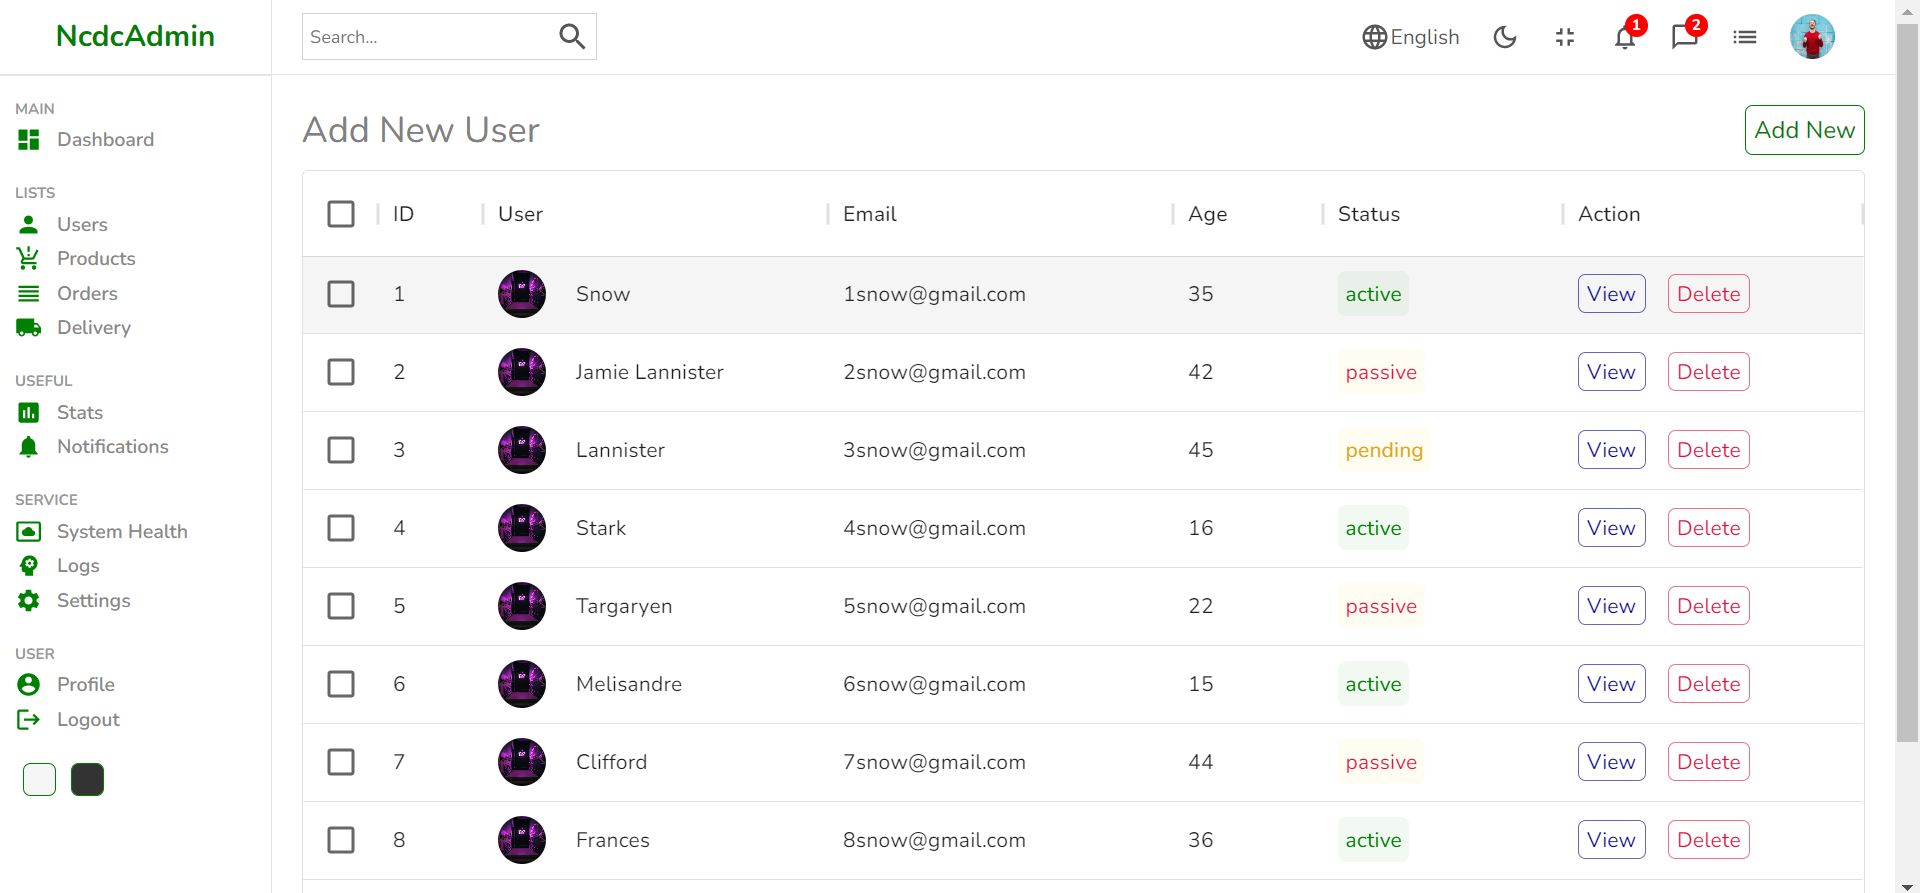 NcdcAdmin
Search...
English
1
2
MAIN
Dashboard
LISTS
Users
Products
Orders
Delivery
USEFUL
Stats
Notifications
SERVICE
System Health
Logs
Settings
USER
Profile
Logout
Add New User
Add New
ID User Email Age Status Action
1 Snow 1snow@gmail.com 35 active View Delete
2 Jamie Lannister 2snow@gmail.com 42 passive View Delete
3 Lannister 3snow@gmail.com 45 pending View Delete
4 Stark 4snow@gmail.com 16 active View Delete
5 Targaryen 5snow@gmail.com 22 passive View Delete
6 Melisandre 6snow@gmail.com 15 active View Delete
7 Clifford 7snow@gmail.com 44 passive View Delete
8 Frances 8snow@gmail.com 36 active View Delete